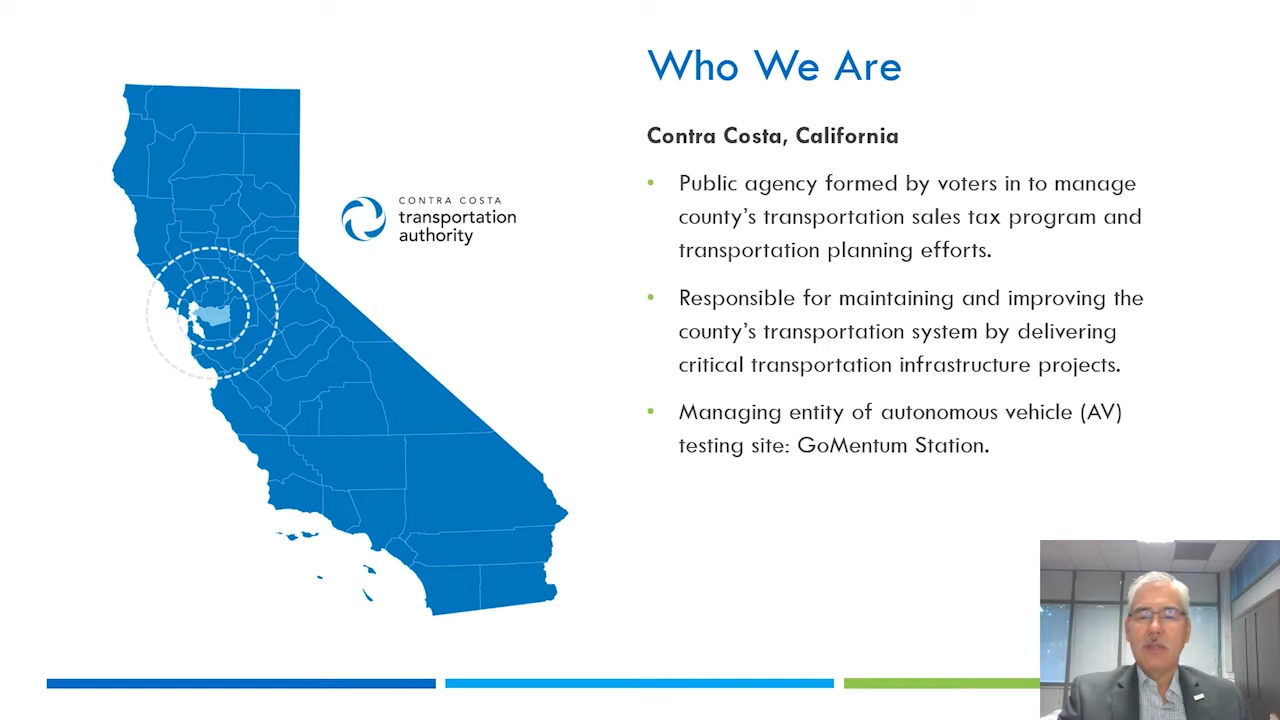 Who We Are
Contra Costa, California
• Public agency formed by voters in to manage
county's transportation sales tax program and
transportation planning efforts.
• Responsible for maintaining and improving the
county's transportation system by delivering
critical transportation infrastructure projects.
• Managing entity of autonomous vehicle (AV)
testing site: GoMentum Station.
CONTRA COSTA
transportation
authority